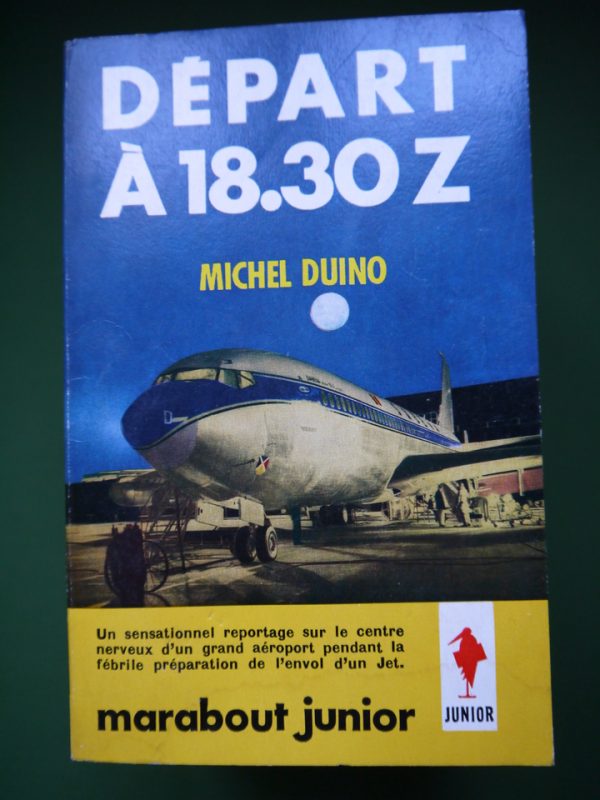 DÉPART
À 18.30 Z
MICHEL DUINO
Un sensationnel reportage sur le centre
nerveux d'un grand aéroport pendant la
fébrile préparation de l'envol d'un Jet.
marabout junior
JUNIOR